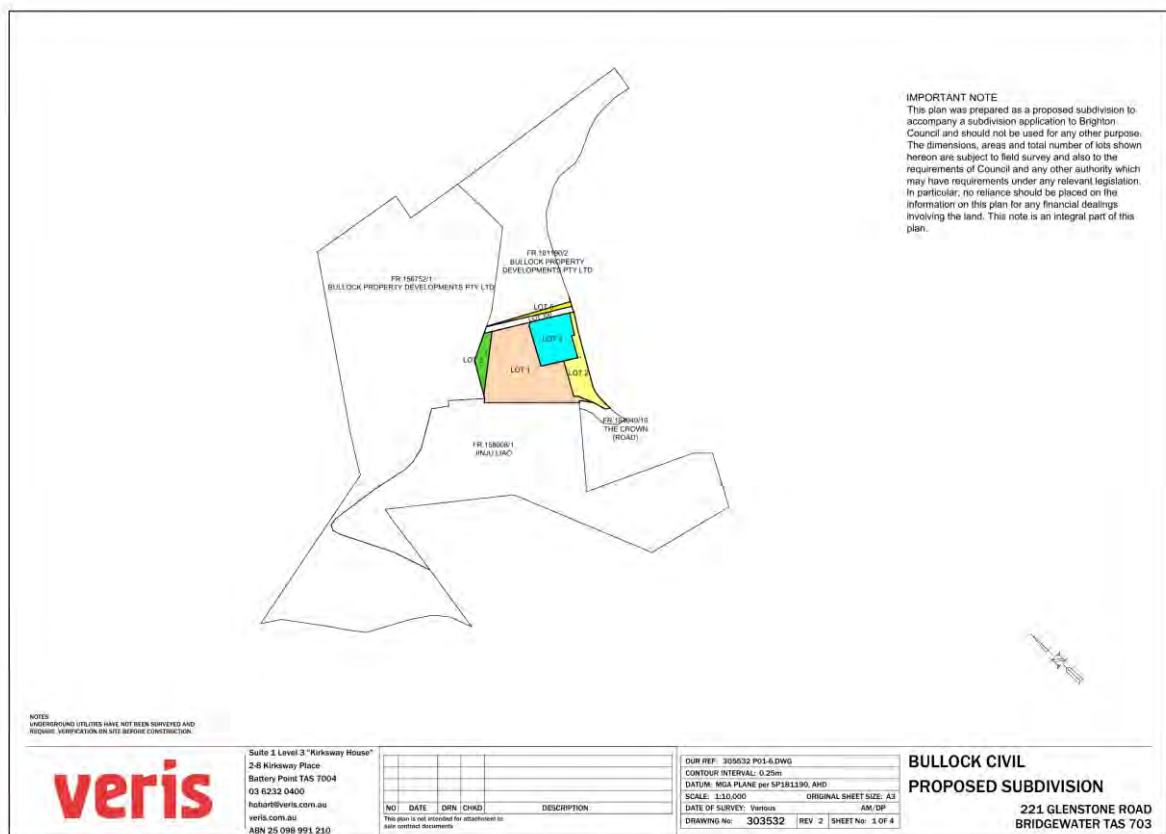 IMPORTANT NOTE
This plan was prepared as a proposed subdivision to
accompany a subdivision application to Brighton
Council and should not be used for any other purpose.
The dimensions, areas and total number of lots shown
hereon are subject to field survey and also to the
requirements of Council and any other authority which
may have requirements under any relevant legislation.
In particular, no reliance should be placed on the
information on this plan for any financial dealings
involving the land. This note is an integral part of this
plan.
FR.181190/2
BULLOCK PROPERTY
DEVELOPMENTS PTY LTD
FR.156752/1
BULLOCK PROPERTY DEVELOPMENTS PTY LTD
LOT
LOT
LOT
LOT 3
LOT 1
LOT 2
THE CROWN
(ROAD)
JINJU LIAO
N
NOTES
UNDERGROUND UTILITIES HAVE NOT BEEN SURVEYED AND
REQUIRE VERIFICATION ON SITE BEFORE CONSTRUCTION.
veris
Suite 1 Level 3 "Kirksway House"
2-8 Kirksway Place
Battery Point TAS 7004
03 6232 0400
hobart@veris.com.au
veris.com.au
ABN 25 098 991 210
NO DATE DRN CHKD DESCRIPTION
This plan is not intended for attachment to
sale contract documents
OUR REF: 305632 P01-6.DWG
CONTOUR INTERVAL: 0.25m
DATUM: MGA PLANE per SP181190, AHD
SCALE: 1:10,000 ORIGINAL SHEET SIZE: A3
DATE OF SURVEY: Various AM/DP
DRAWING No: 303532 REV 2 SHEET No: 1 OF 4
BULLOCK CIVIL
PROPOSED SUBDIVISION
221 GLENSTONE ROAD
BRIDGEWATER TAS 703